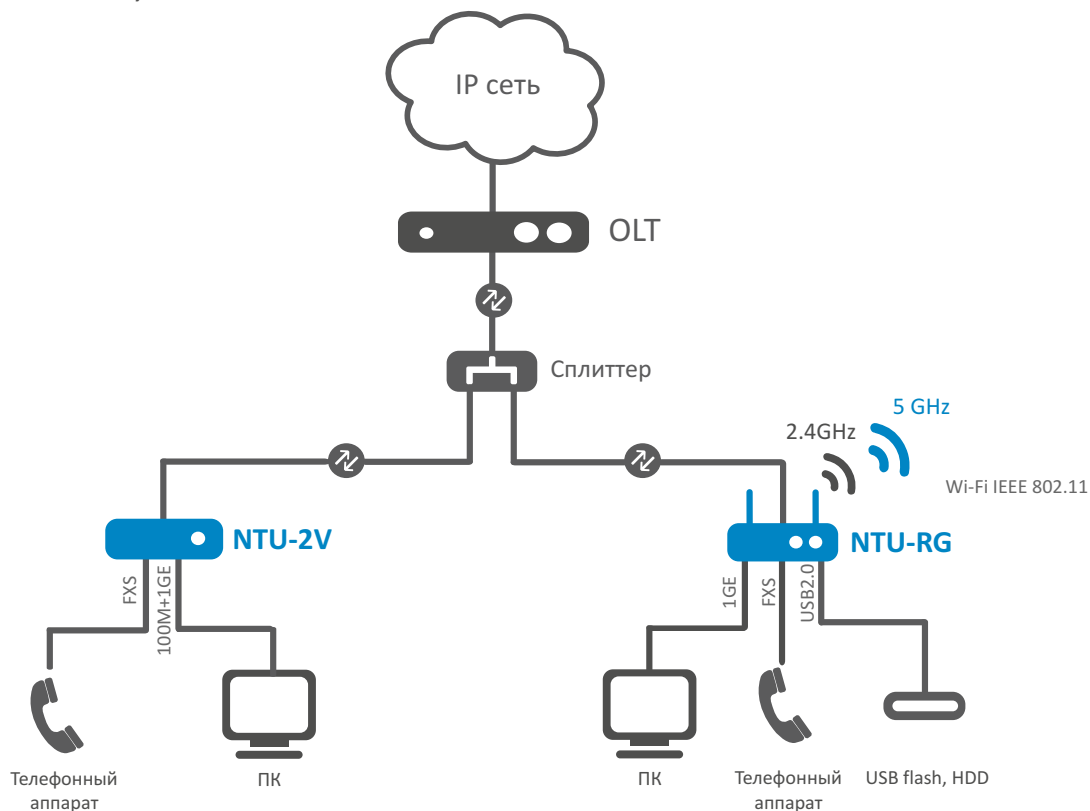 IP сеть
OLT
Сплиттер
5 GHz
2.4GHz
Wi-Fi IEEE 802.11
NTU-2V
NTU-RG
FXS
100M+1GE
1GE
FXS
USB2.0
Телефонный
аппарат
ПК
ПК
Телефонный
аппарат
USB flash, HDD